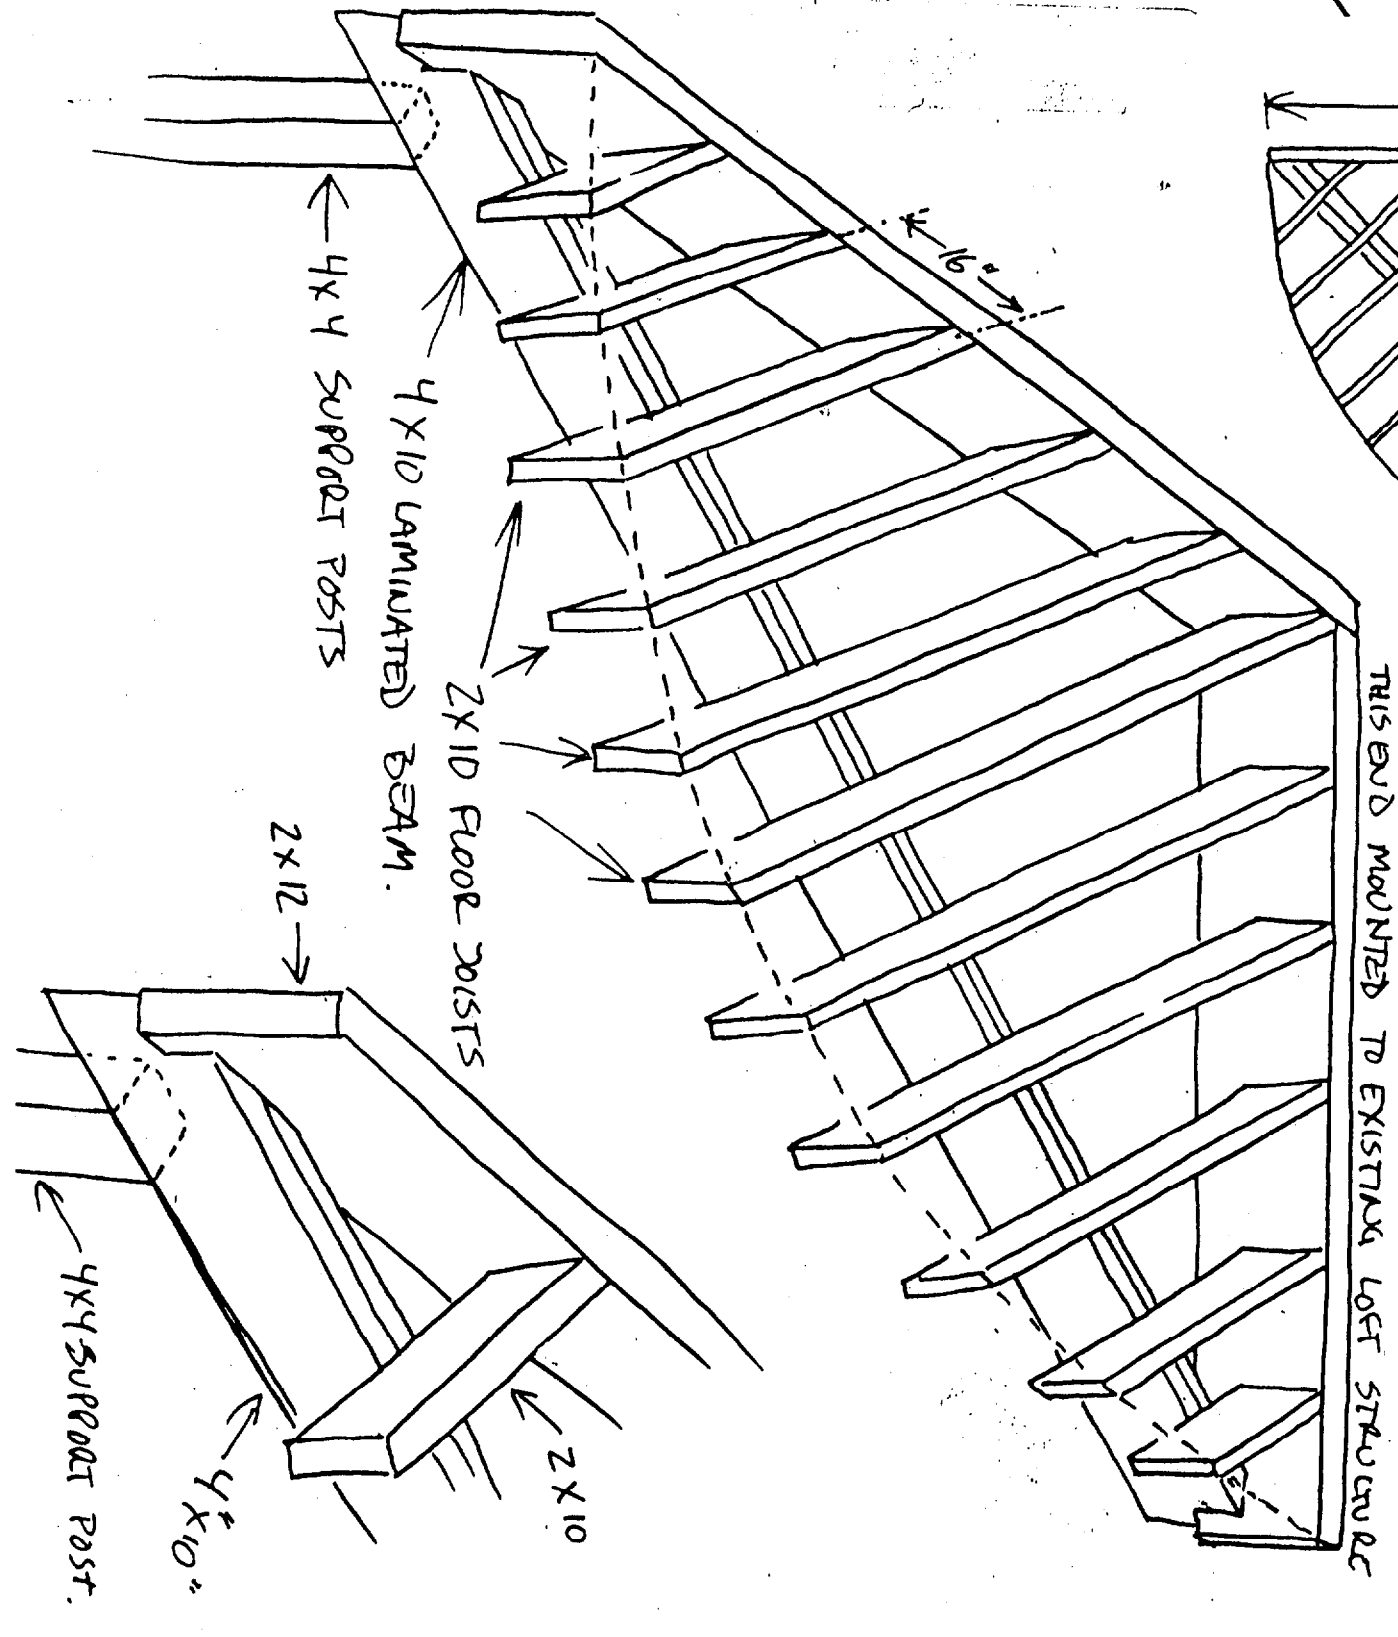 THIS END MOUNTED TO EXISTING LOFT STRUCTURE
16"
2X10 FLOOR JOISTS
4X10 LAMINATED BEAM.
4X4 SUPPORT POSTS
2X12
2X10
4"X10"
4X4 SUPPORT POST.